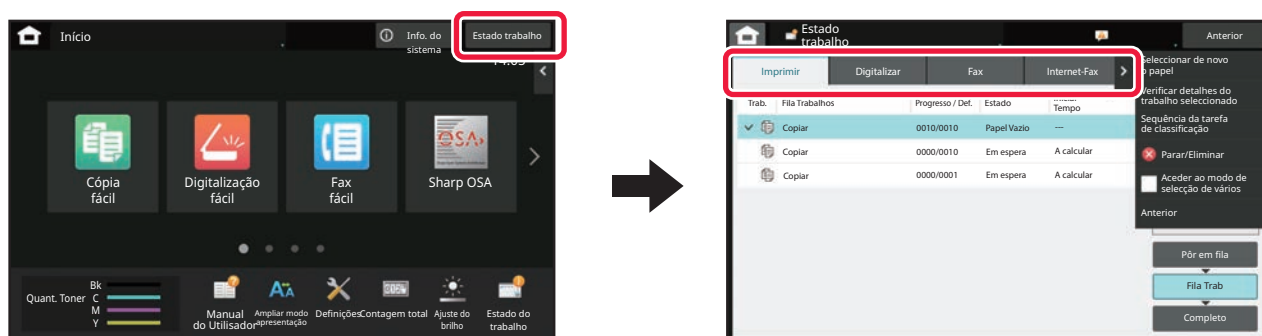 Início
Info. do
sistema
Estado trabalho
Cópia
fácil
Digitalização
fácil
Fax
fácil
Sharp OSA
Quant. Toner
Bk
C
M
Y
Manual
do Utilisador
Ampliar modo
apresentação
Definições
Contagem total
Ajuste do
brilho
Estado do
trabalho
Estado
trabalho
Anterior
Imprimir
Digitalizar
Fax
Internet-Fax
Trab.
Fila Trabalhos
Progresso / Def.
Estado
Tempo
Copiar
0010/0010
Papel Vazio
---
Copiar
0000/0010
Em espera
A calcular
Copiar
0000/0001
Em espera
A calcular
Seleccionar de novo
o papel
Verificar detalhes do
trabalho seleccionado
Sequência da tarefa
de classificação
Parar/Eliminar
Aceder ao modo de
selecção de vários
Anterior
Pôr em fila
Fila Trab
Completo